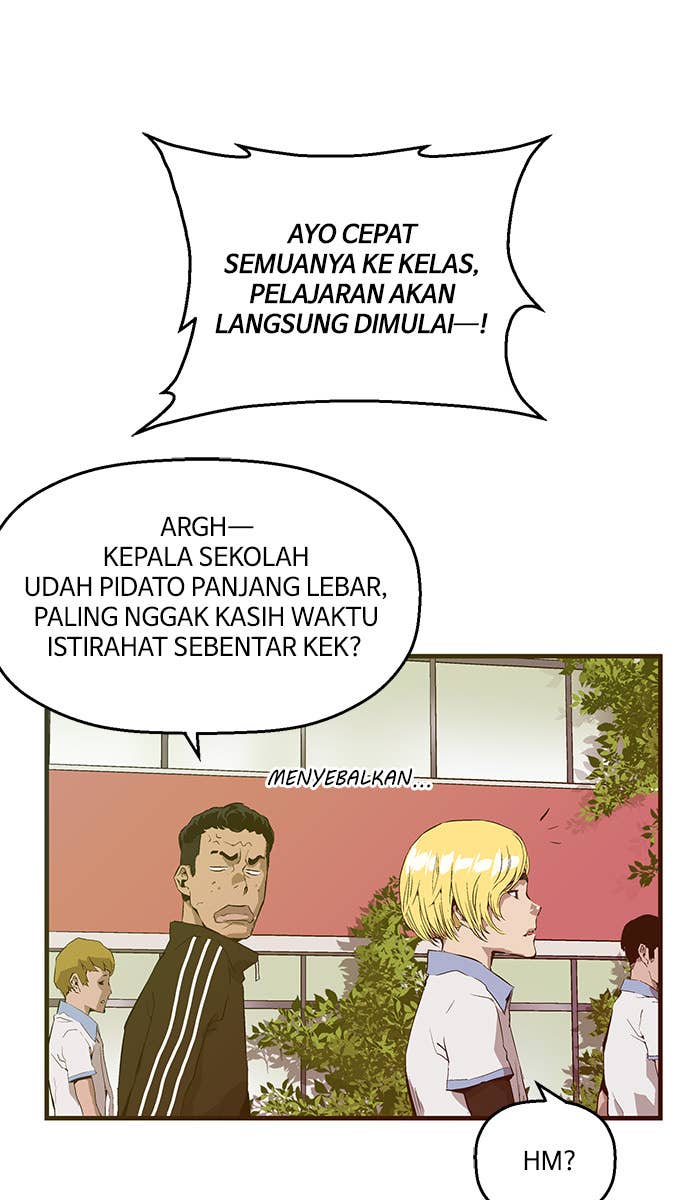 AYO CEPAT
SEMUANYA KE KELAS,
PELAJARAN AKAN
LANGSUNG DIMULAI—!
ARGH—
KEPALA SEKOLAH
UDAH PIDATO PANJANG LEBAR,
PALING NGGAK KASIH WAKTU
ISTIRAHAT SEBENTAR KEK?
MENYEBALKAN...
HM?